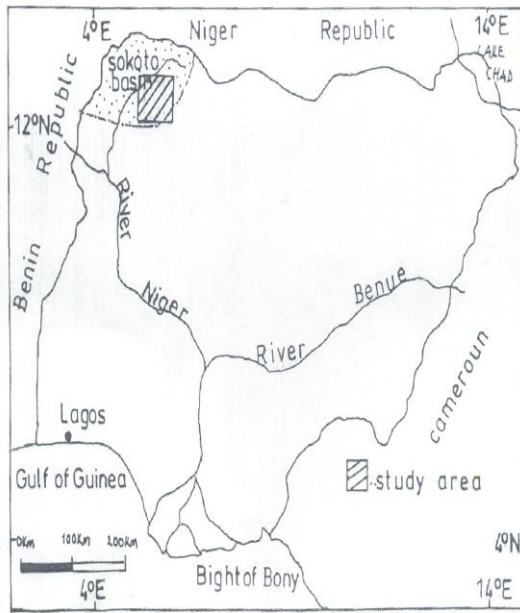 4°E
Niger
Republic
14°E
LAKE
CHAD
sokoto
basin
12°N
12°N
Republic
Benin
River
Niger
River
Benue
cameroun
Lagos
Gulf of Guinea
study area
0Km 100Km 200Km
4°N
Bight of Bony
4°E
14°E